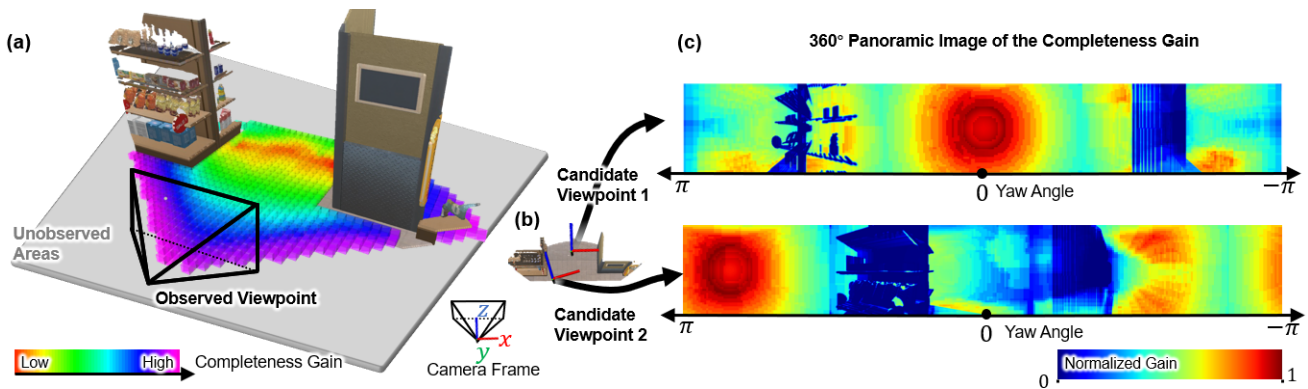 (a)
Unobserved
Areas
Observed Viewpoint
Low
High
Completeness Gain
Z
x
y
Camera Frame
(b)
Candidate
Viewpoint 1
Candidate
Viewpoint 2
(c)
360° Panoramic Image of the Completeness Gain
π
0
Yaw Angle
−π
π
0
Yaw Angle
−π
0
Normalized Gain
1